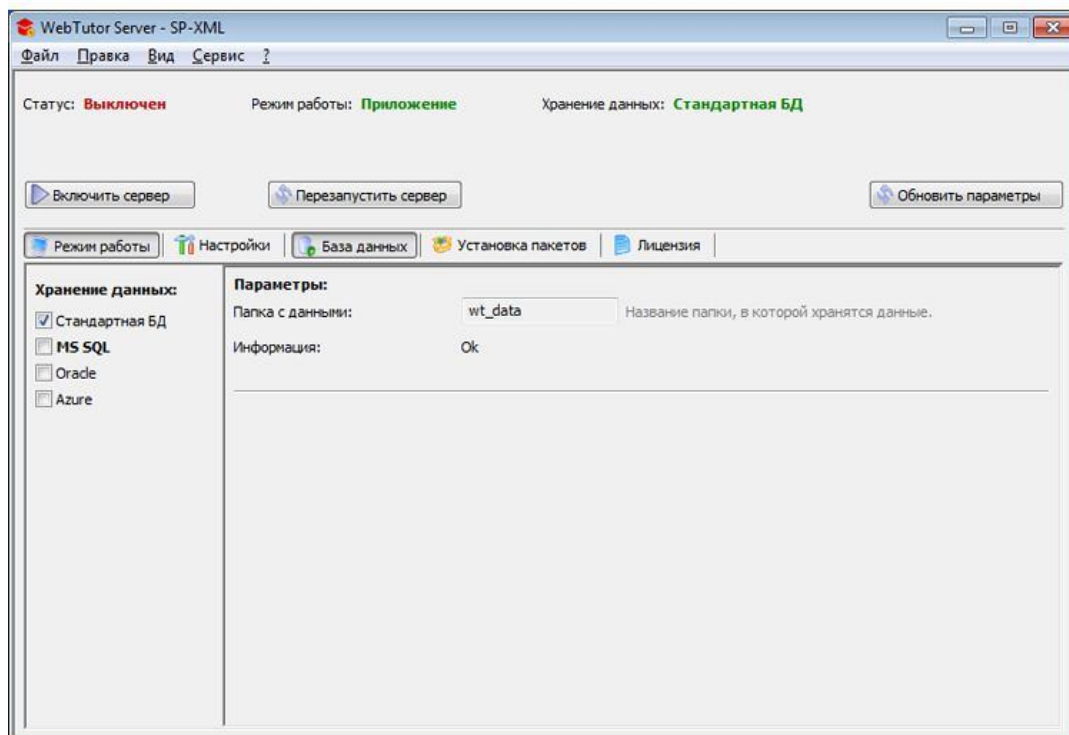 WebTutor Server - SP-XML
Файл Правка Вид Сервис ?
Статус: Выключен Режим работы: Приложение Хранение данных: Стандартная БД
Включить сервер Перезапустить сервер Обновить параметры
Режим работы Настройки База данных Установка пакетов Лицензия
Хранение данных: Параметры:
Стандартная БД Папка с данными: wt_data Название папки, в которой хранятся данные.
MS SQL Информация: Ok
Oracle
Azure